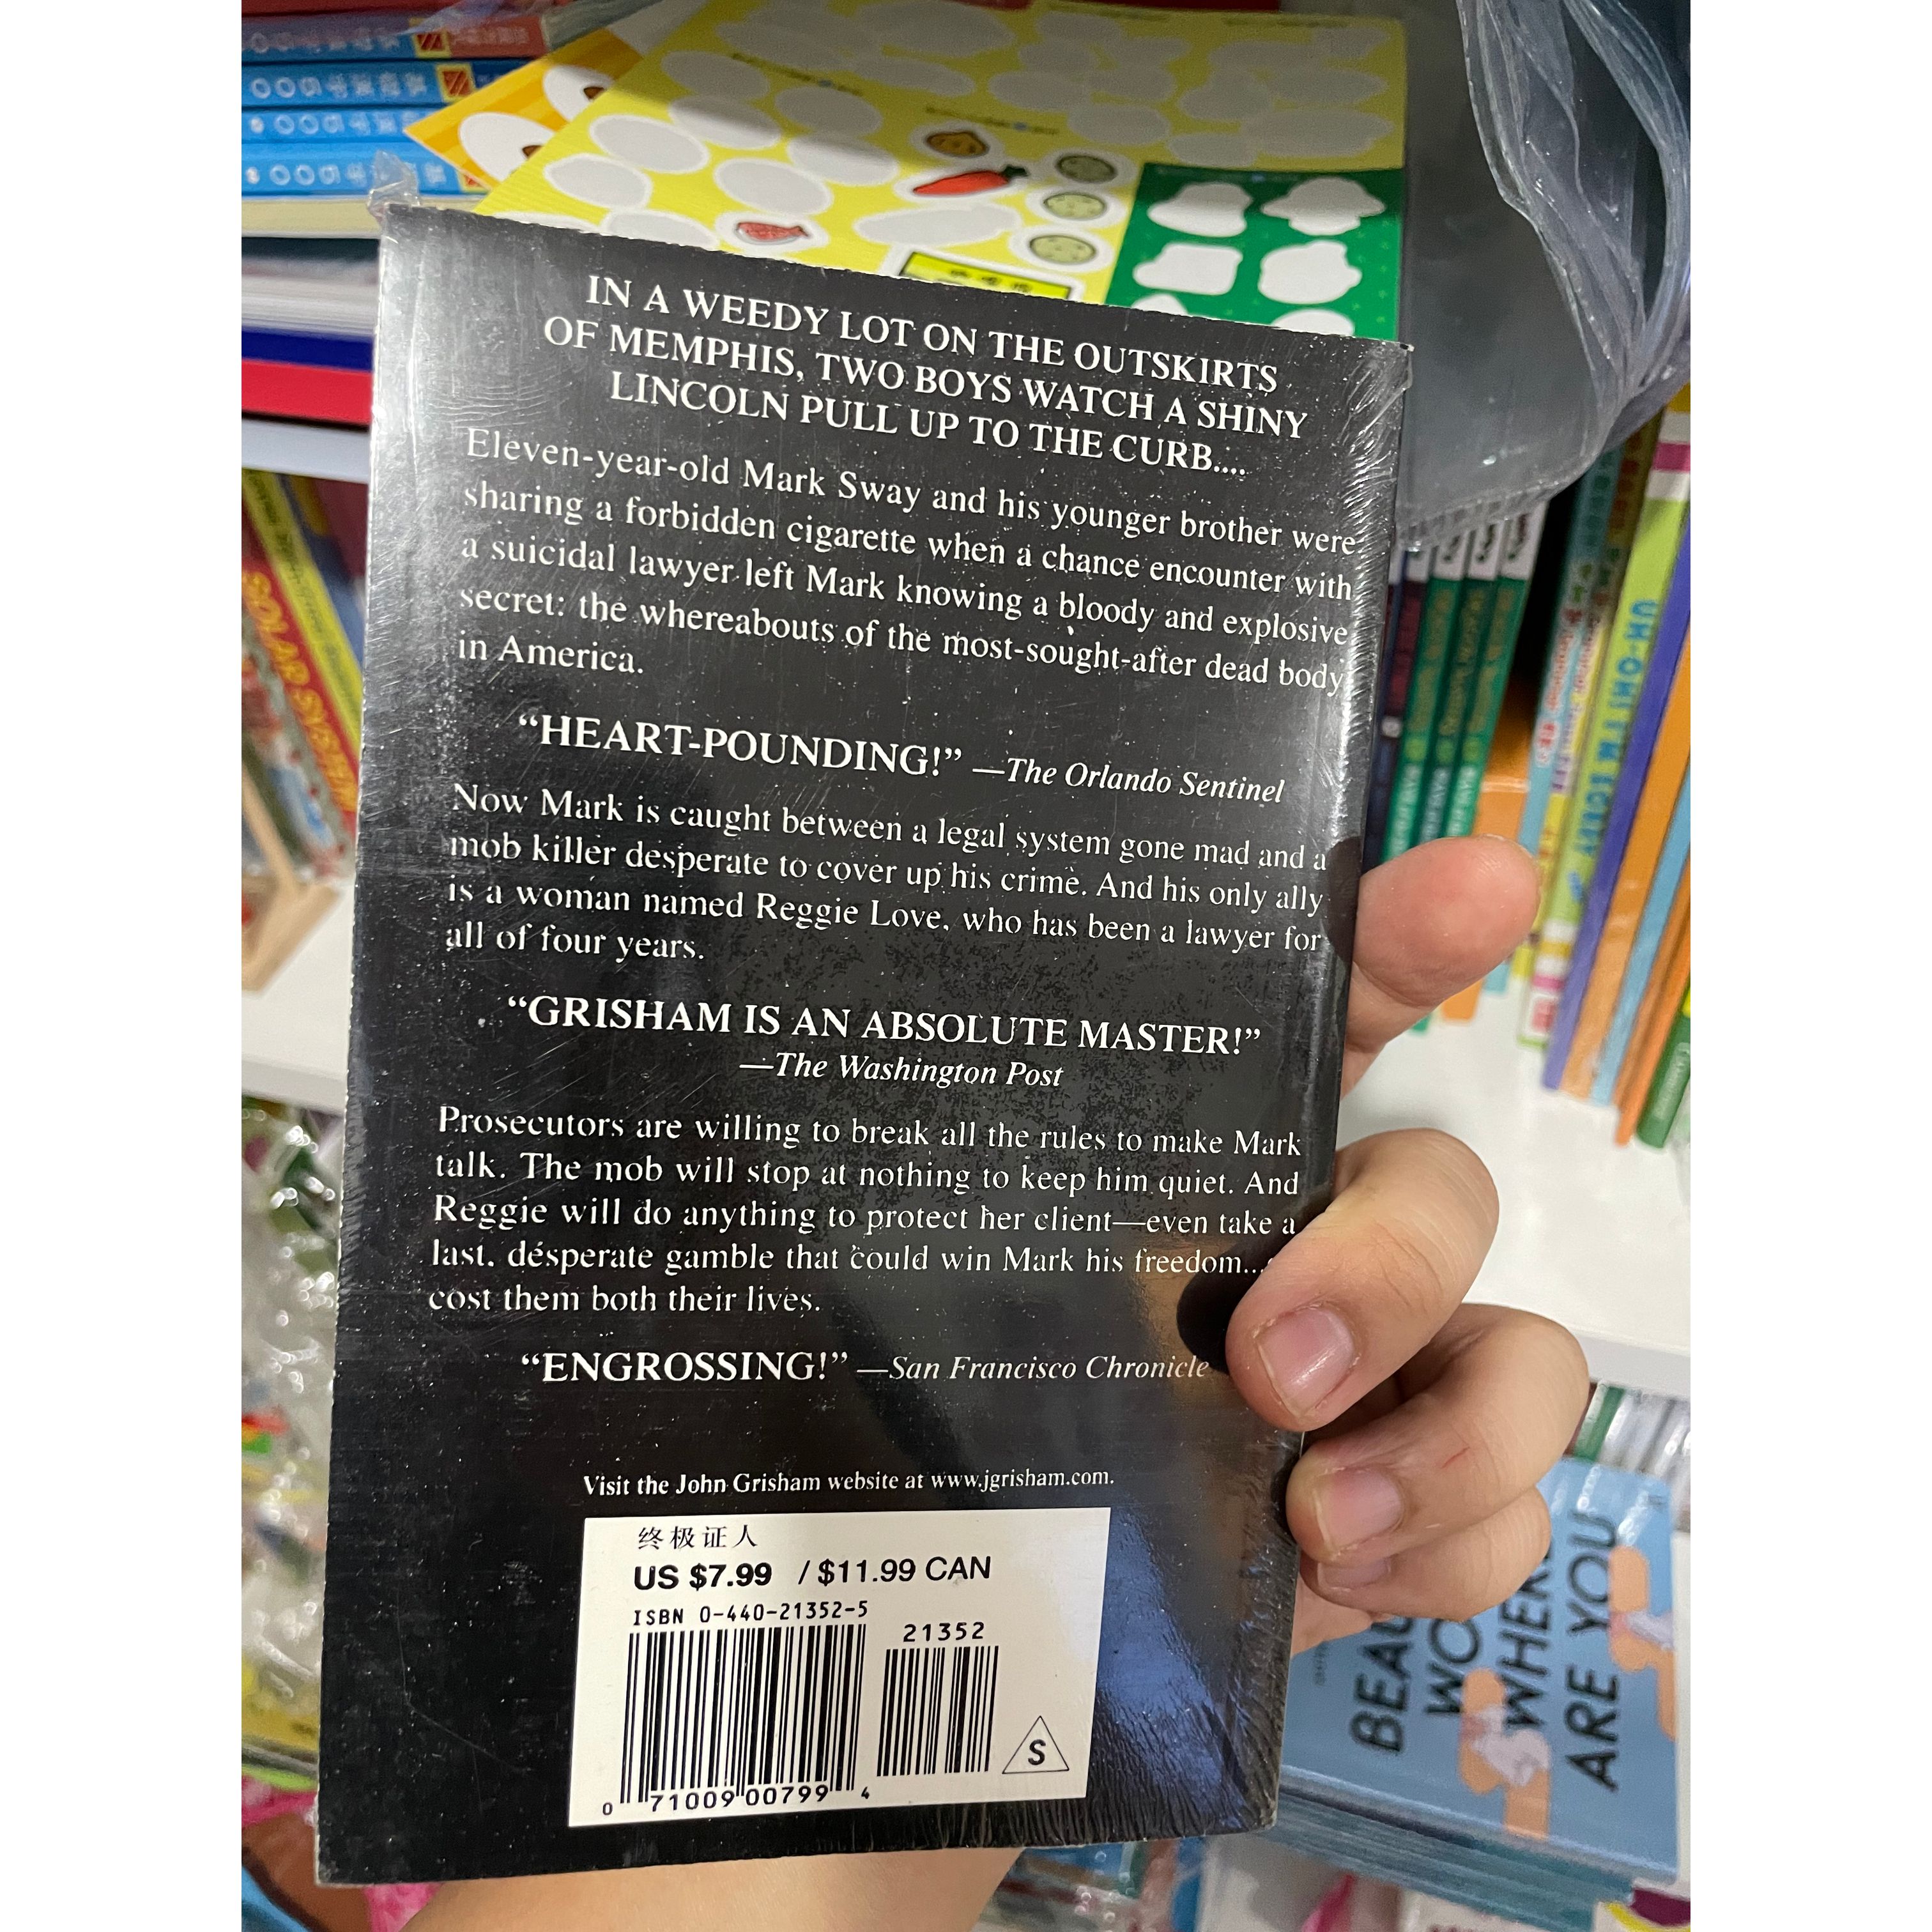 IN A WEEDY LOT ON THE OUTSKIRTS
OF MEMPHIS, TWO BOYS WATCH A SHINY
LINCOLN PULL UP TO THE CURB....
Eleven-year-old Mark Sway and his younger brother were
sharing a forbidden cigarette when a chance encounter with
a suicidal lawyer left Mark knowing a bloody and explosive
secret: the whereabouts of the most-sought-after dead body
in America.
“HEART-POUNDING!” —The Orlando Sentinel
Now Mark is caught between a legal system gone mad and a
mob killer desperate to cover up his crime. And his only ally
is a woman named Reggie Love, who has been a lawyer for
all of four years.
“GRISHAM IS AN ABSOLUTE MASTER!”
—The Washington Post
Prosecutors are willing to break all the rules to make Mark
talk. The mob will stop at nothing to keep him quiet. And
Reggie will do anything to protect her client—even take a
last, desperate gamble that could win Mark his freedom...
cost them both their lives.
“ENGROSSING!” —San Francisco Chronicle
Visit the John Grisham website at www.jgrisham.com.
终极证人
US $7.99 / $11.99 CAN
ISBN 0-440-21352-5
21352
0 71009 00799 4
S
SOLAR SYSTEM
UH-OH! I'M LATE
WHERE
ARE YOU